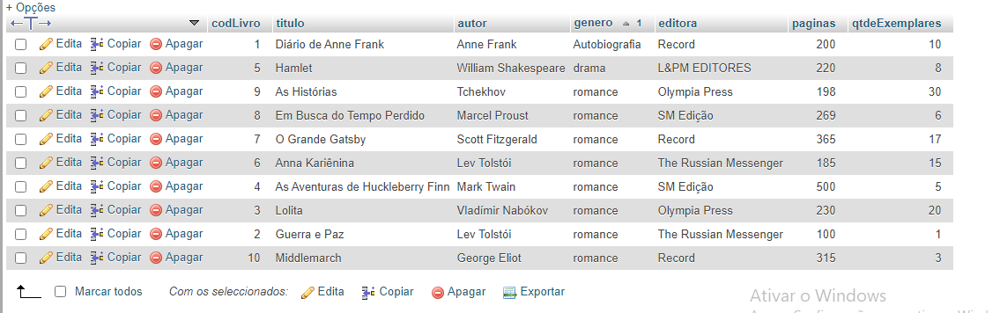 + Opções
codLivro titulo autor genero 1 editora paginas qtdeExemplares
Edita Copiar Apagar 1 Diário de Anne Frank Anne Frank Autobiografia Record 200 10
Edita Copiar Apagar 5 Hamlet William Shakespeare drama L&PM EDITORES 220 8
Edita Copiar Apagar 9 As Histórias Tchekhov romance Olympia Press 198 30
Edita Copiar Apagar 8 Em Busca do Tempo Perdido Marcel Proust romance SM Edição 269 6
Edita Copiar Apagar 7 O Grande Gatsby Scott Fitzgerald romance Record 365 17
Edita Copiar Apagar 6 Anna Kariênina Lev Tolstói romance The Russian Messenger 185 15
Edita Copiar Apagar 4 As Aventuras de Huckleberry Finn Mark Twain romance SM Edição 500 5
Edita Copiar Apagar 3 Lolita Vladímir Nabókov romance Olympia Press 230 20
Edita Copiar Apagar 2 Guerra e Paz Lev Tolstói romance The Russian Messenger 100 1
Edita Copiar Apagar 10 Middlemarch George Eliot romance Record 315 3
Marcar todos Com os seleccionados: Edita Copiar Apagar Exportar
Ativar o Windows